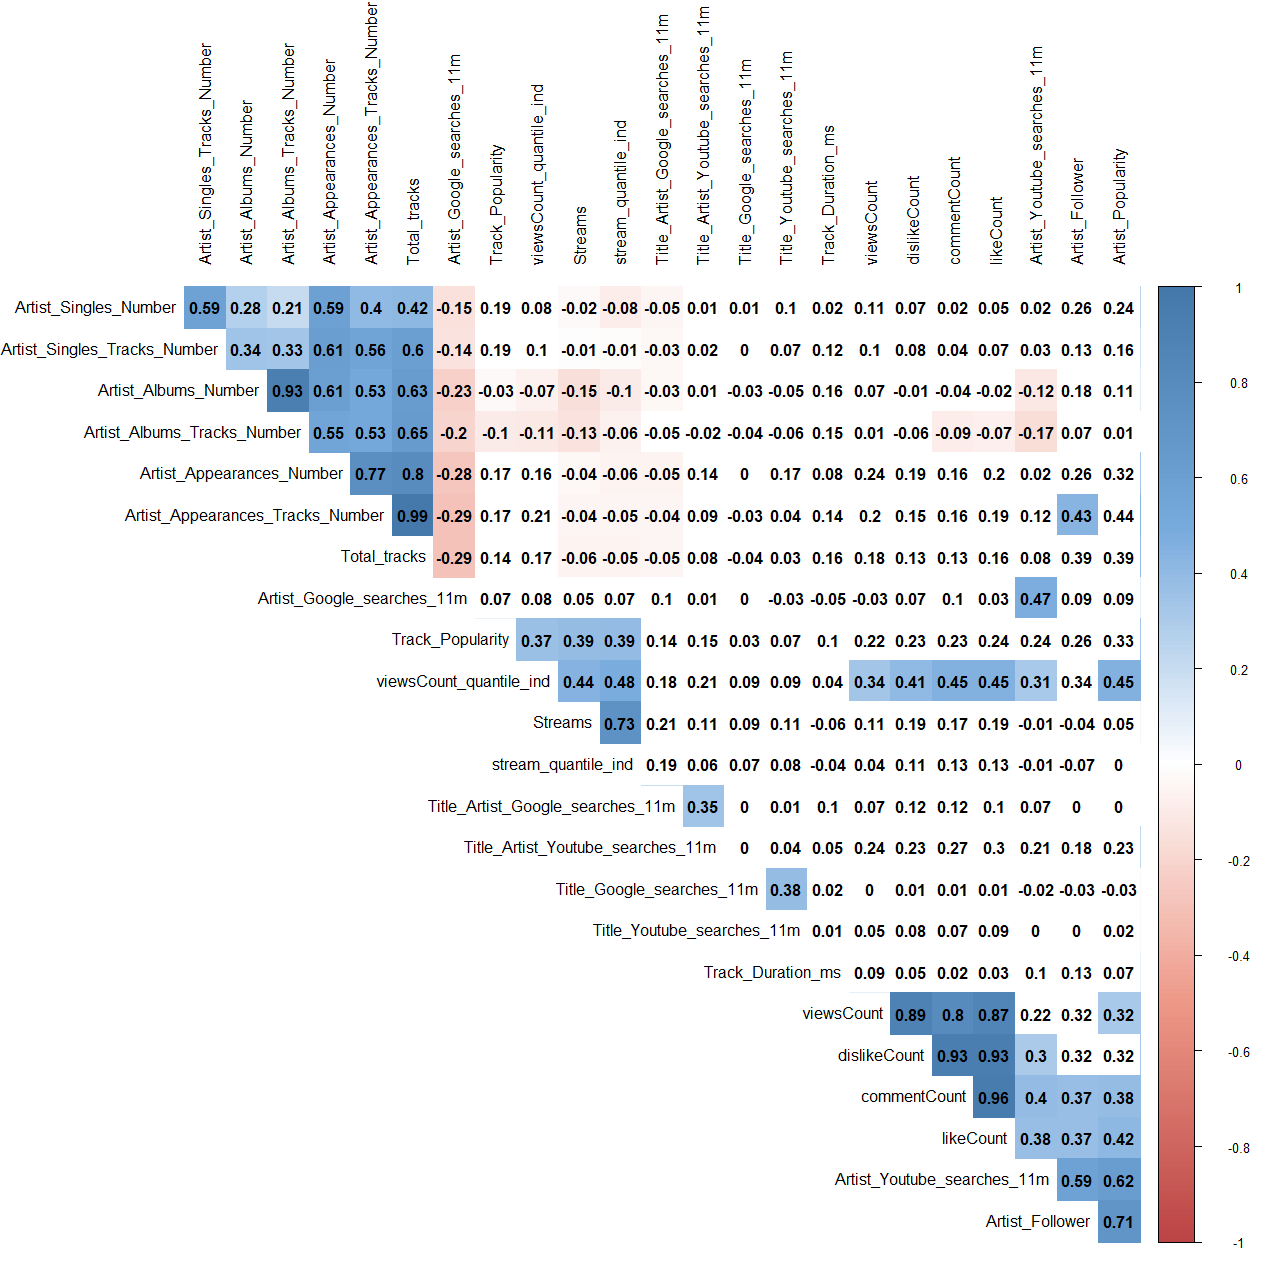 Artist_Singles_Tracks_Number
Artist_Albums_Number
Artist_Albums_Tracks_Number
Artist_Appearances_Number
Artist_Appearances_Tracks_Number
Total_tracks
Artist_Google_searches_11m
Track_Popularity
viewsCount_quantile_ind
Streams
stream_quantile_ind
Title_Artist_Google_searches_11m
Title_Artist_Youtube_searches_11m
Title_Google_searches_11m
Title_Youtube_searches_11m
Track_Duration_ms
viewsCount
dislikeCount
commentCount
likeCount
Artist_Youtube_searches_11m
Artist_Follower
Artist_Popularity
Artist_Singles_Number 0.59 0.28 0.21 0.59 0.4 0.42 -0.15 0.19 0.08 -0.02 -0.08 -0.05 0.01 0.01 0.1 0.02 0.11 0.07 0.02 0.05 0.02 0.26 0.24
Artist_Singles_Tracks_Number 0.34 0.33 0.61 0.56 0.6 -0.14 0.19 0.1 -0.01 -0.01 -0.03 0.02 0 0.07 0.12 0.1 0.08 0.04 0.07 0.03 0.13 0.16
Artist_Albums_Number 0.93 0.61 0.53 0.63 -0.23 -0.03 -0.07 -0.15 -0.1 -0.03 0.01 -0.03 -0.05 0.16 0.07 -0.01 -0.04 -0.02 -0.12 0.18 0.11
Artist_Albums_Tracks_Number 0.55 0.53 0.65 -0.2 -0.1 -0.11 -0.13 -0.06 -0.05 -0.02 -0.04 -0.06 0.15 0.01 -0.06 -0.09 -0.07 -0.17 0.07 0.01
Artist_Appearances_Number 0.77 0.8 -0.28 0.17 0.16 -0.04 -0.06 -0.05 0.14 0 0.17 0.08 0.24 0.19 0.16 0.2 0.02 0.26 0.32
Artist_Appearances_Tracks_Number 0.99 -0.29 0.17 0.21 -0.04 -0.05 -0.04 0.09 -0.03 0.04 0.14 0.2 0.15 0.16 0.19 0.12 0.43 0.44
Total_tracks -0.29 0.14 0.17 -0.06 -0.05 -0.05 0.08 -0.04 0.03 0.16 0.18 0.13 0.13 0.16 0.08 0.39 0.39
Artist_Google_searches_11m 0.07 0.08 0.05 0.07 0.1 0.01 0 -0.03 -0.05 -0.03 0.07 0.1 0.03 0.47 0.09 0.09
Track_Popularity 0.37 0.39 0.39 0.14 0.15 0.03 0.07 0.1 0.22 0.23 0.23 0.24 0.24 0.26 0.33
viewsCount_quantile_ind 0.44 0.48 0.18 0.21 0.09 0.09 0.04 0.34 0.41 0.45 0.45 0.31 0.34 0.45
Streams 0.73 0.21 0.11 0.09 0.11 -0.06 0.11 0.19 0.17 0.19 -0.01 -0.04 0.05
stream_quantile_ind 0.19 0.06 0.07 0.08 -0.04 0.04 0.11 0.13 0.13 -0.01 -0.07 0
Title_Artist_Google_searches_11m 0.35 0 0.01 0.1 0.07 0.12 0.12 0.1 0.07 0 0
Title_Artist_Youtube_searches_11m 0 0.04 0.05 0.24 0.23 0.27 0.3 0.21 0.18 0.23
Title_Google_searches_11m 0.38 0.02 0 0.01 0.01 0.01 -0.02 -0.03 -0.03
Title_Youtube_searches_11m 0.01 0.05 0.08 0.07 0.09 0 0 0.02
Track_Duration_ms 0.09 0.05 0.02 0.03 0.1 0.13 0.07
viewsCount 0.89 0.8 0.87 0.22 0.32 0.32
dislikeCount 0.93 0.93 0.3 0.32 0.32
commentCount 0.96 0.4 0.37 0.38
likeCount 0.38 0.37 0.42
Artist_Youtube_searches_11m 0.59 0.62
Artist_Follower 0.71
1
0.8
0.6
0.4
0.2
0
-0.2
-0.4
-0.6
-0.8
-1